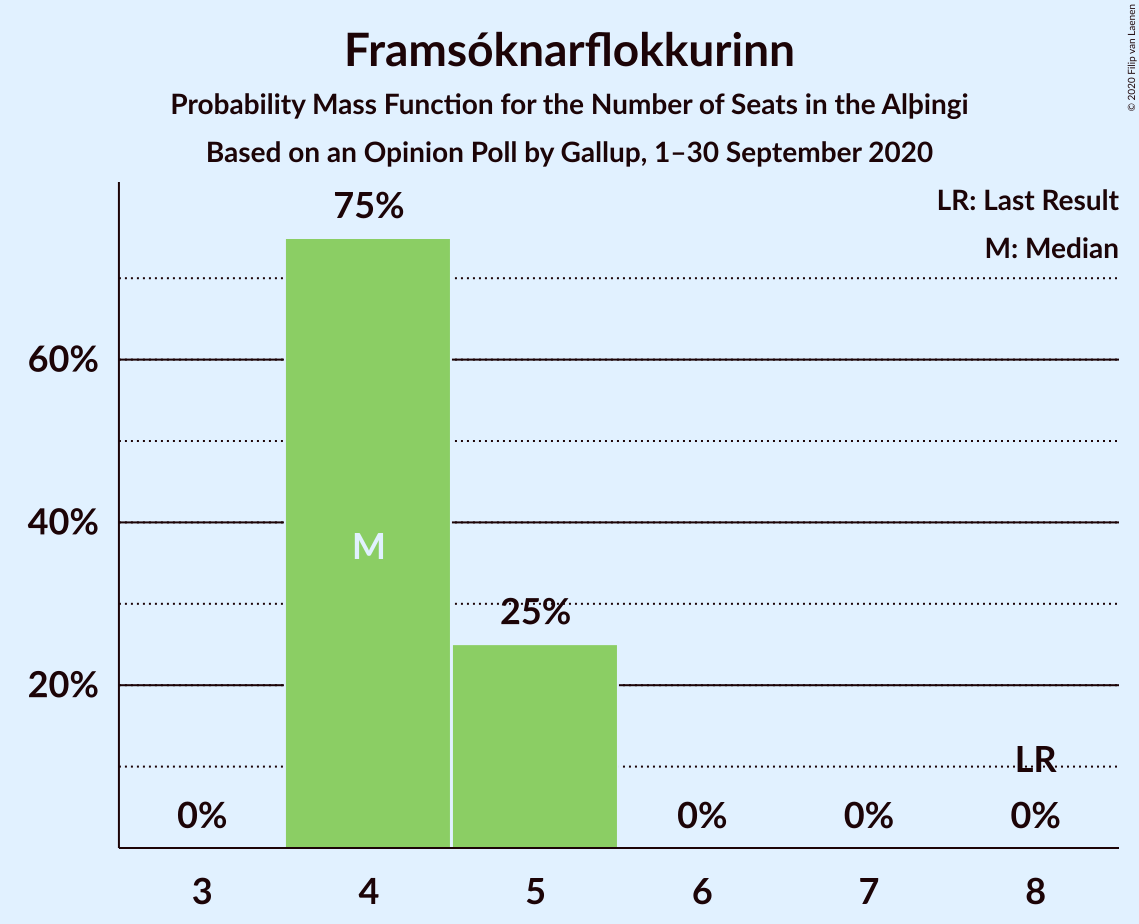 Framsóknarflokkurinn
Probability Mass Function for the Number of Seats in the Alþingi
Based on an Opinion Poll by Gallup, 1–30 September 2020
© 2020 Filip van Laenen
LR: Last Result
M: Median
75%
60%
40%
M
25%
20%
LR
0%
0%
0%
0%
3 4 5 6 7 8